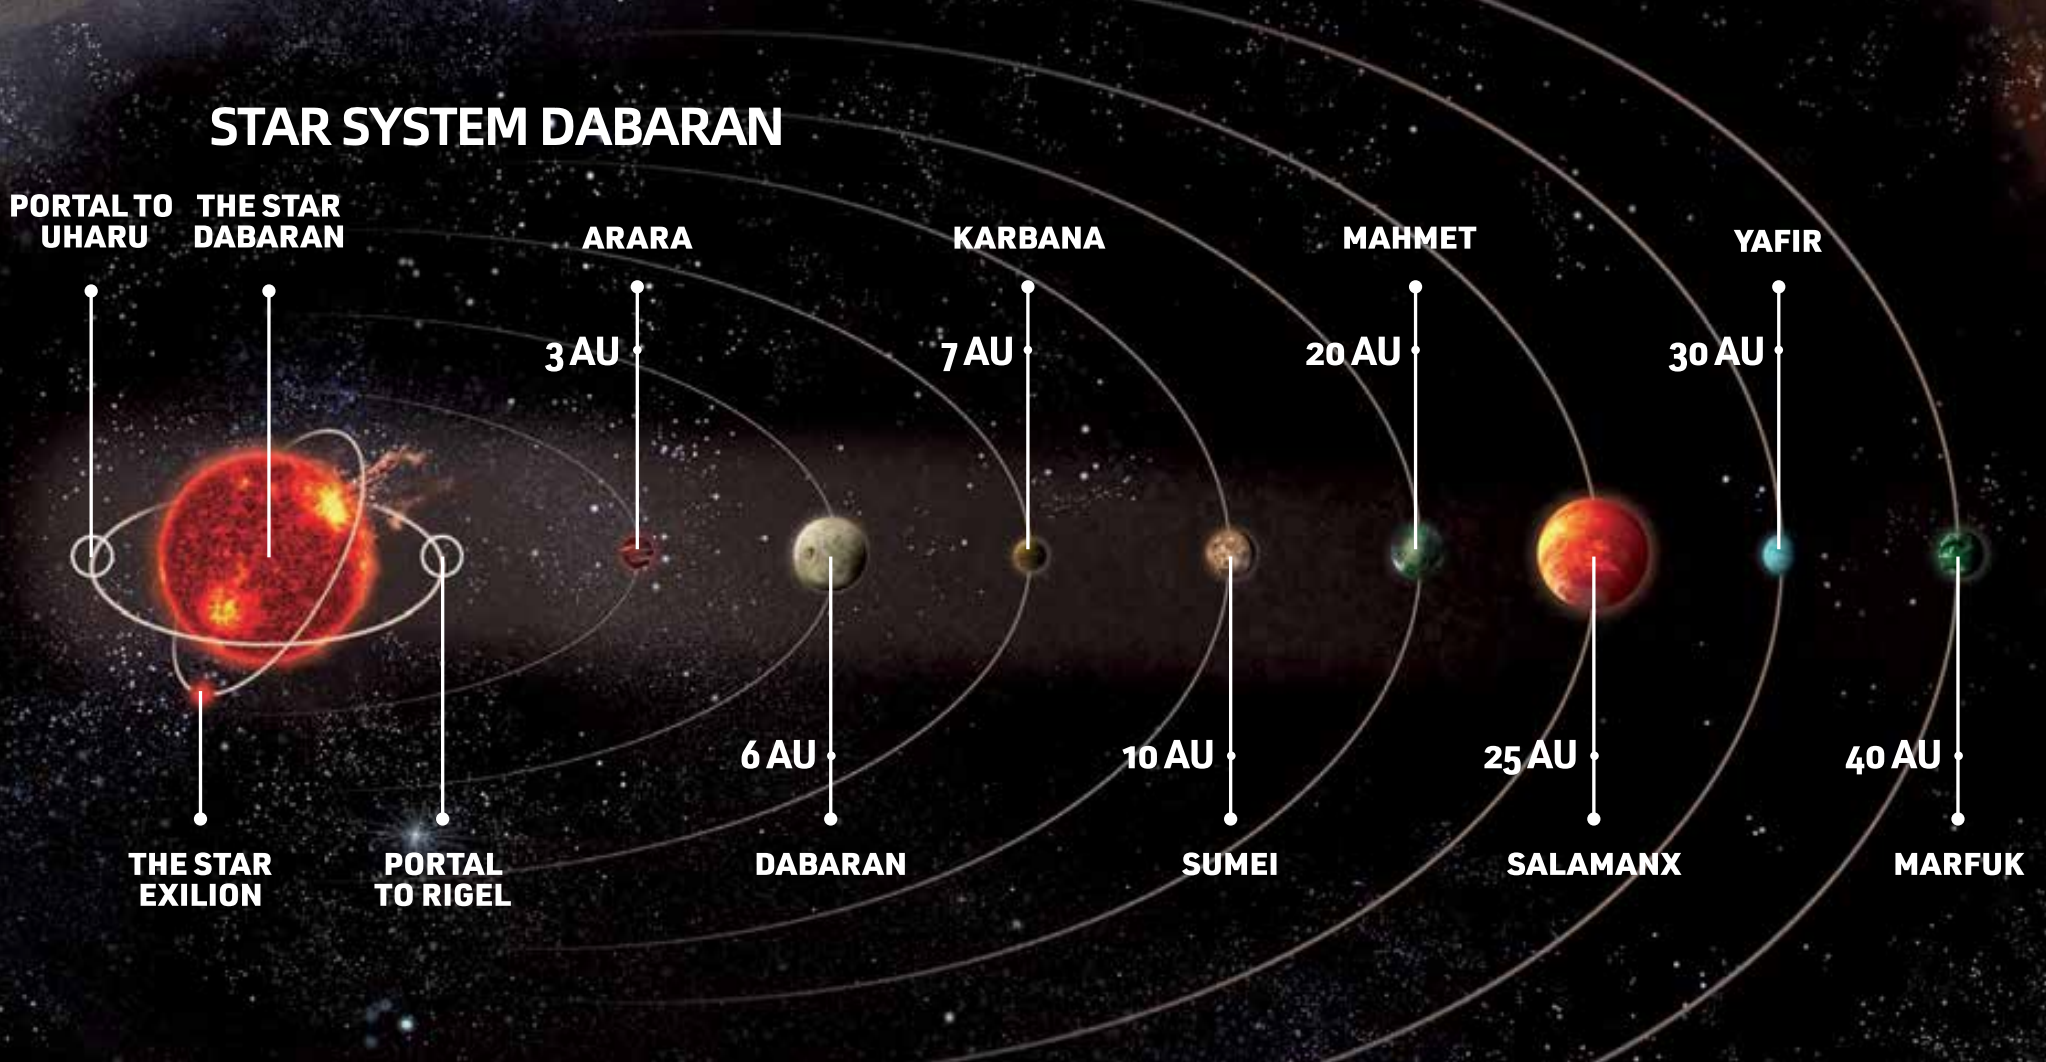 STAR SYSTEM DABARAN
PORTAL TO
UHARU
THE STAR
DABARAN
ARARA
KARBANA
MAHMET
YAFIR
3 AU
7 AU
20 AU
30 AU
6 AU
10 AU
25 AU
40 AU
THE STAR
EXILION
PORTAL
TO RIGEL
DABARAN
SUMEI
SALAMANX
MARFUK